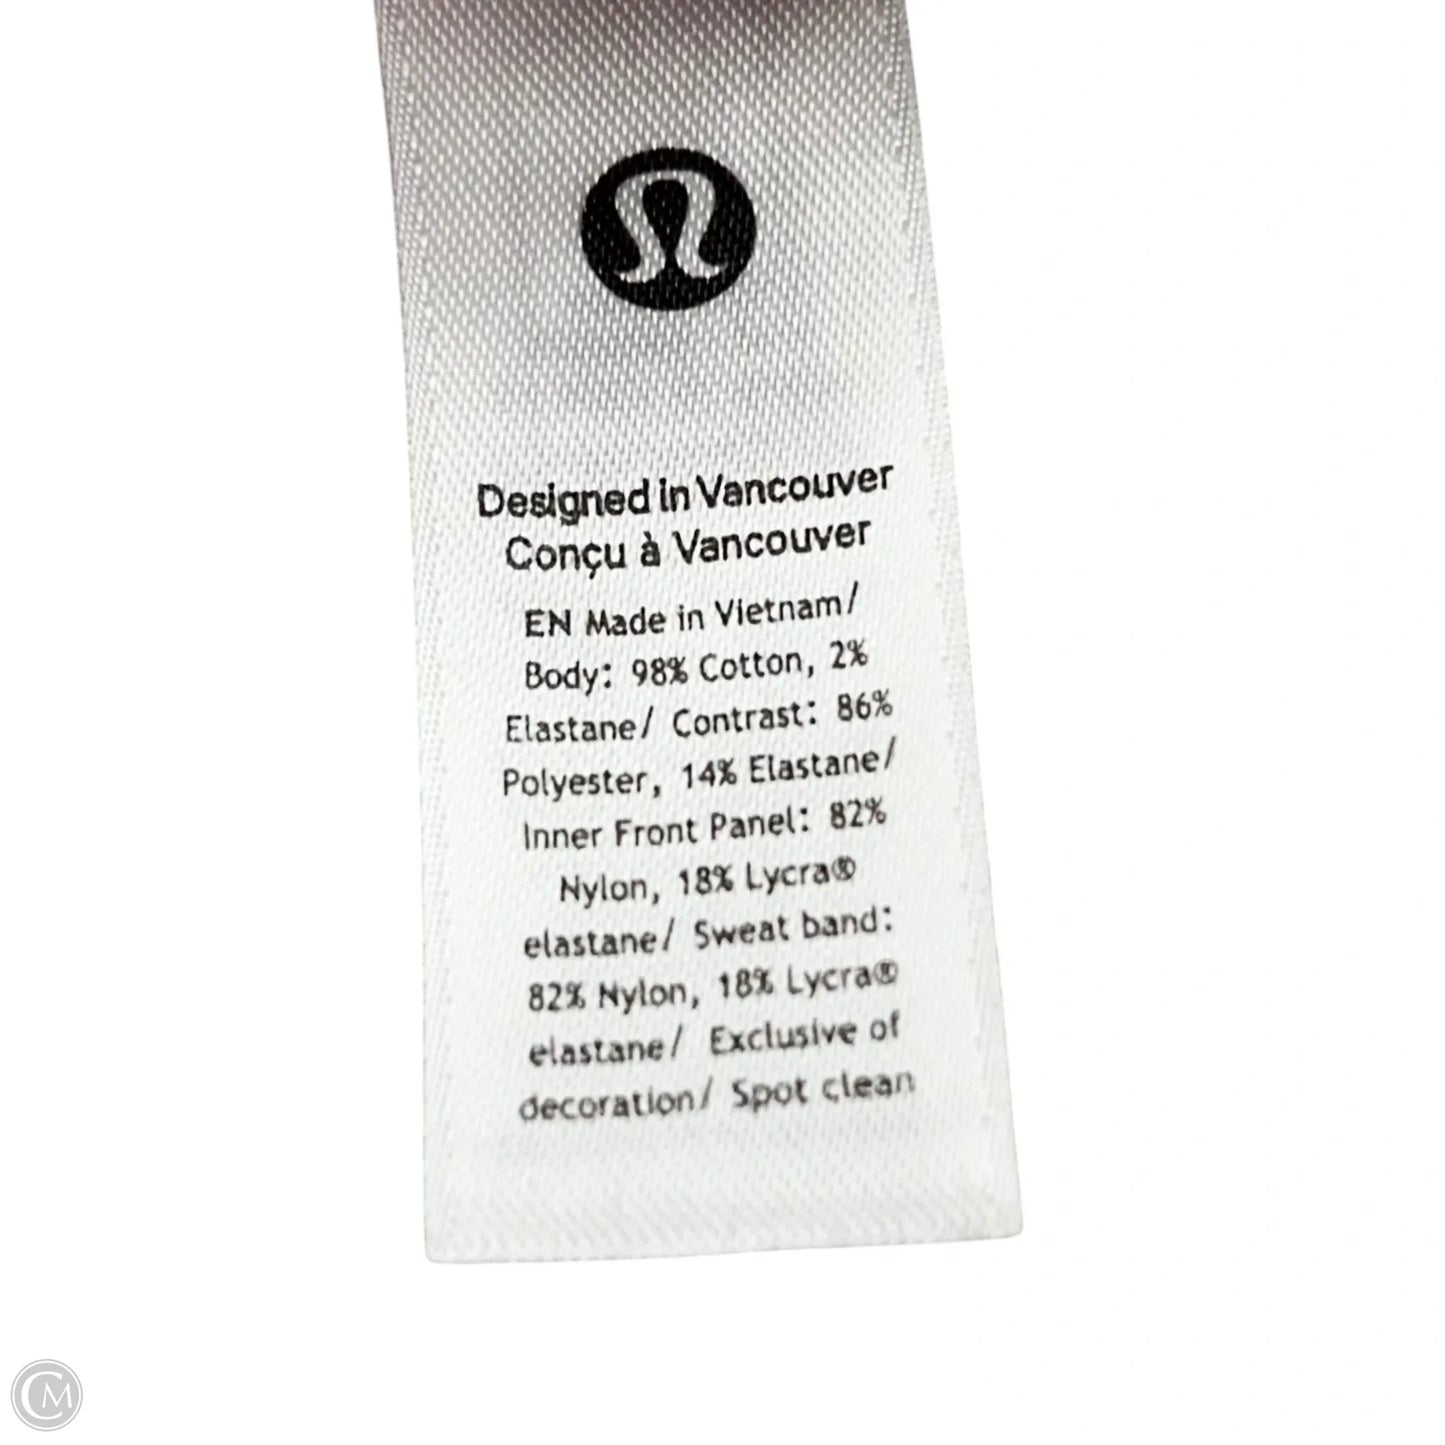 Designed in Vancouver
Conçu à Vancouver
EN Made in Vietnam/
Body: 98% Cotton, 2%
Elastane/ Contrast: 86%
Polyester, 14% Elastane/
Inner Front Panel: 82%
Nylon, 18% Lycra®
elastane/ Sweat band:
82% Nylon, 18% Lycra®
elastane/ Exclusive of
decoration/ Spot clean
CM